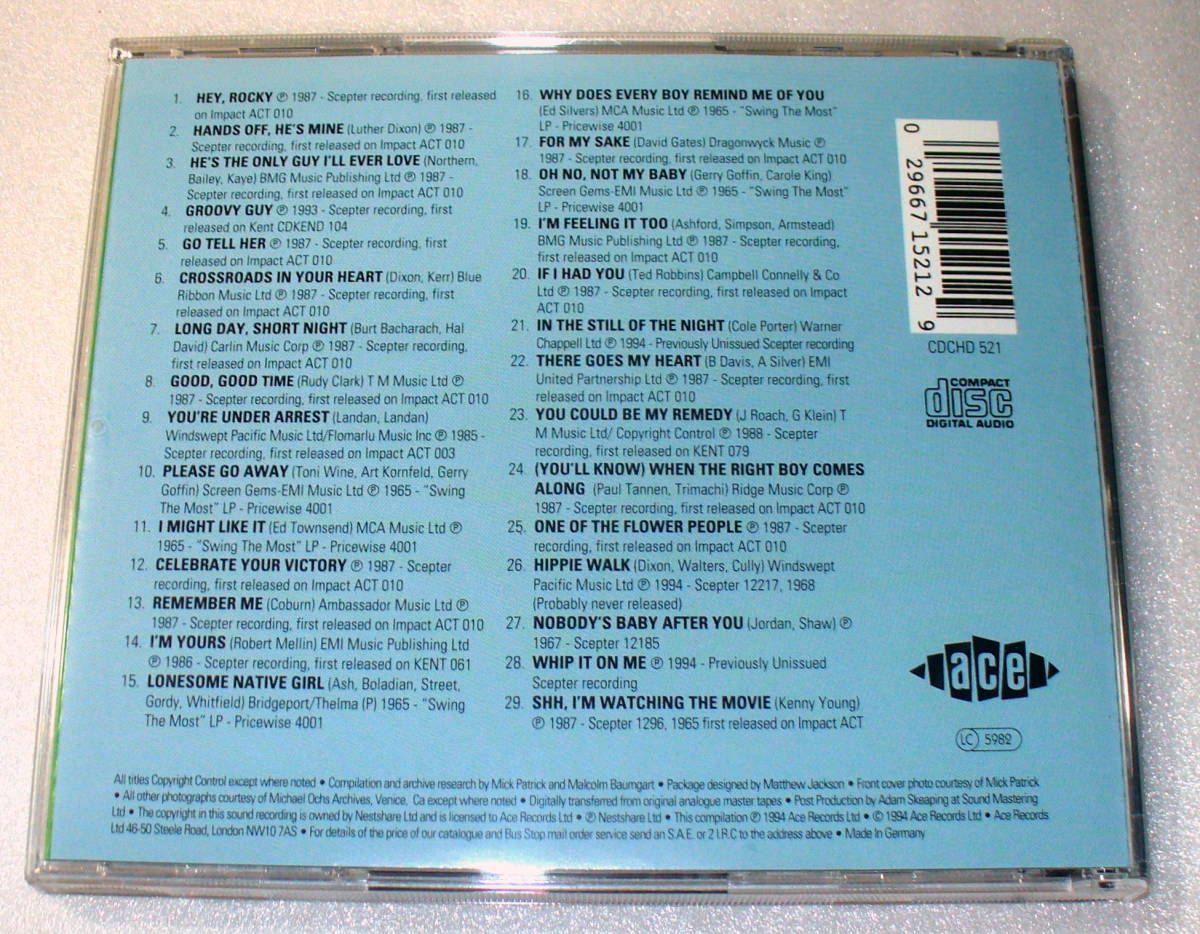 1. HEY, ROCKY ℗ 1987 - Scepter recording, first released
on Impact ACT 010
2. HANDS OFF, HE'S MINE (Luther Dixon) ℗ 1987 -
Scepter recording, first released on Impact ACT 010
3. HE'S THE ONLY GUY I'LL EVER LOVE (Northern,
Bailey, Kaye) BMG Music Publishing Ltd ℗ 1987 -
Scepter recording, first released on Impact ACT 010
4. GROOVY GUY ℗ 1993 - Scepter recording, first
released on Kent CDKEND 104
5. GO TELL HER ℗ 1987 - Scepter recording, first
released on Impact ACT 010
6. CROSSROADS IN YOUR HEART (Dixon, Kerr) Blue
Ribbon Music Ltd ℗ 1987 - Scepter recording, first
released on Impact ACT 010
7. LONG DAY, SHORT NIGHT (Burt Bacharach, Hal
David) Carlin Music Corp ℗ 1987 - Scepter recording,
first released on Impact ACT 010
8. GOOD, GOOD TIME (Rudy Clark) T M Music Ltd ℗
1987 - Scepter recording, first released on Impact ACT 010
9. YOU'RE UNDER ARREST (Landan, Landan)
Windswept Pacific Music Ltd/Flomarlu Music Inc ℗ 1985 -
Scepter recording, first released on Impact ACT 003
10. PLEASE GO AWAY (Toni Wine, Art Kornfeld, Gerry
Goffin) Screen Gems-EMI Music Ltd ℗ 1965 - "Swing
The Most" LP - Pricewise 4001
11. I MIGHT LIKE IT (Ed Townsend) MCA Music Ltd ℗
1965 - "Swing The Most" LP - Pricewise 4001
12. CELEBRATE YOUR VICTORY ℗ 1987 - Scepter
recording, first released on Impact ACT 010
13. REMEMBER ME (Coburn) Ambassador Music Ltd ℗
1987 - Scepter recording, first released on Impact ACT 010
14. I'M YOURS (Robert Mellin) EMI Music Publishing Ltd
℗ 1986 - Scepter recording, first released on KENT 061
15. LONESOME NATIVE GIRL (Ash, Boladian, Street,
Gordy, Whitfield) Bridgeport/Thelma (P) 1965 - "Swing
The Most" LP - Pricewise 4001
16. WHY DOES EVERY BOY REMIND ME OF YOU
(Ed Silvers) MCA Music Ltd ℗ 1965 - "Swing The Most"
LP - Pricewise 4001
17. FOR MY SAKE (David Gates) Dragonwyck Music ℗
1987 - Scepter recording, first released on Impact ACT 010
18. OH NO, NOT MY BABY (Gerry Goffin, Carole King)
Screen Gems-EMI Music Ltd ℗ 1965 - "Swing The Most"
LP - Pricewise 4001
19. I'M FEELING IT TOO (Ashford, Simpson, Armstead)
BMG Music Publishing Ltd ℗ 1987 - Scepter recording,
first released on Impact ACT 010
20. IF I HAD YOU (Ted Robbins) Campbell Connelly & Co
Ltd ℗ 1987 - Scepter recording, first released on Impact
ACT 010
21. IN THE STILL OF THE NIGHT (Cole Porter) Warner
Chappell Ltd ℗ 1994 - Previously Unissued Scepter recording
22. THERE GOES MY HEART (B Davis, A Silver) EMI
United Partnership Ltd ℗ 1987 - Scepter recording, first
released on Impact ACT 010
23. YOU COULD BE MY REMEDY (J Roach, G Klein) T
M Music Ltd/ Copyright Control ℗ 1988 - Scepter
recording, first released on KENT 079
24. (YOU'LL KNOW) WHEN THE RIGHT BOY COMES
ALONG (Paul Tannen, Trimachi) Ridge Music Corp ℗
1987 - Scepter recording, first released on Impact ACT 010
25. ONE OF THE FLOWER PEOPLE ℗ 1987 - Scepter
recording, first released on Impact ACT 010
26. HIPPIE WALK (Dixon, Walters, Cully) Windswept
Pacific Music Ltd ℗ 1994 - Scepter 12217, 1968
(Probably never released)
27. NOBODY'S BABY AFTER YOU (Jordan, Shaw) ℗
1967 - Scepter 12185
28. WHIP IT ON ME ℗ 1994 - Previously Unissued
Scepter recording
29. SHH, I'M WATCHING THE MOVIE (Kenny Young)
℗ 1987 - Scepter 1296, 1965 first released on Impact ACT
0 29667 15212 9
CDCHD 521
COMPACT
disc
DIGITAL AUDIO
ace
LC 5982
All titles Copyright Control except where noted • Compilation and archive research by Mick Patrick and Malcolm Baumgart • Package designed by Matthew Jackson • Front cover photo courtesy of Mick Patrick
• All other photographs courtesy of Michael Ochs Archives, Venice, Ca except where noted • Digitally transferred from original analogue master tapes • Post Production by Adam Skeaping at Sound Mastering
Ltd • The copyright in this sound recording is owned by Nestshare Ltd and is licensed to Ace Records Ltd • ℗ Nestshare Ltd • This compilation ℗ 1994 Ace Records Ltd • © 1994 Ace Records Ltd • Ace Records
Ltd 46-50 Steele Road, London NW10 7AS • For details of the price of our catalogue and Bus Stop mail order service send an S.A.E. or 2 I.R.C to the address above • Made in Germany